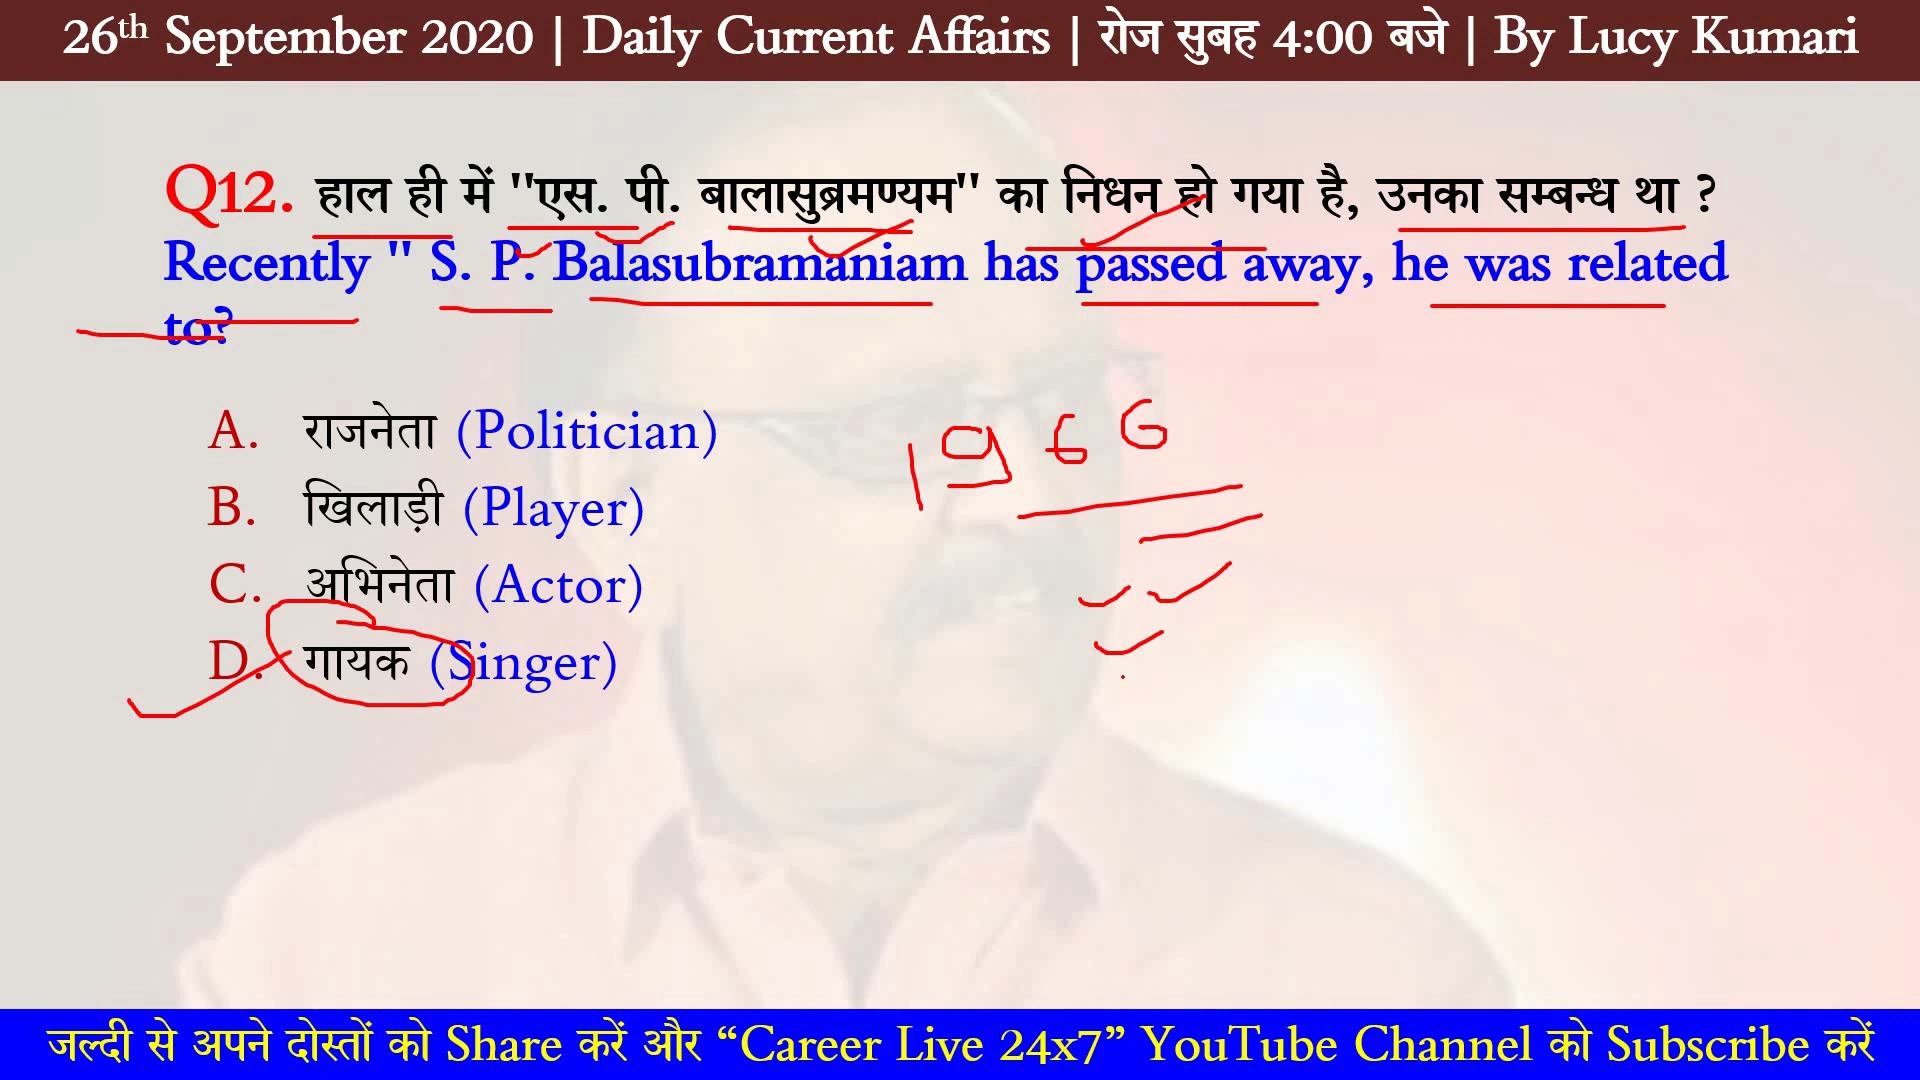 26th September 2020 | Daily Current Affairs | रोज सुबह 4:00 बजे | By Lucy Kumari
Q12. हाल ही में "एस. पी. बालासुब्रमण्यम" का निधन हो गया है, उनका सम्बन्ध था ?
Recently " S. P. Balasubramaniam has passed away, he was related
to?
A. राजनेता (Politician)
1966
B. खिलाड़ी (Player)
C. अभिनेता (Actor)
D. गायक (Singer)
जल्दी से अपने दोस्तों को Share करें और “Career Live 24x7” YouTube Channel को Subscribe करें